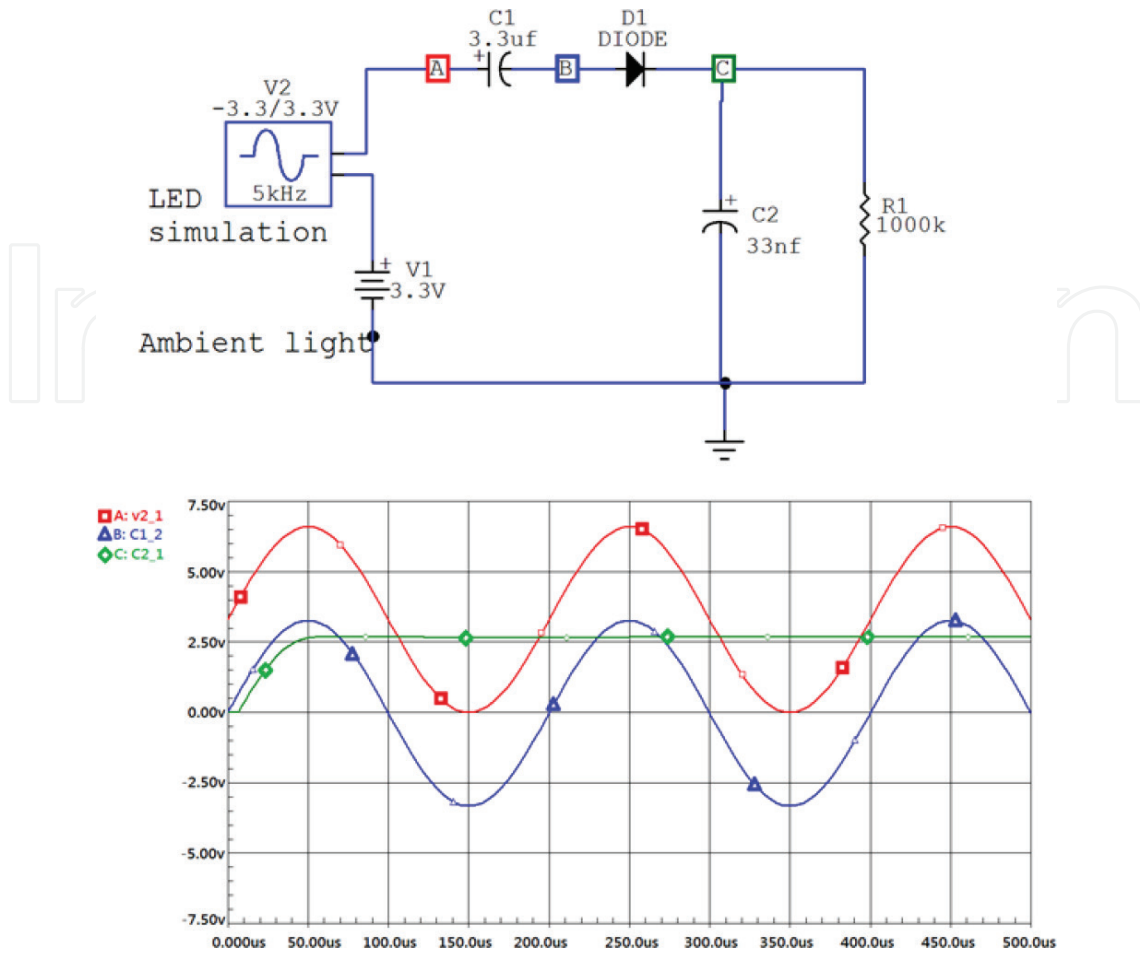 C1
3.3uf
D1
DIODE
+
A
B
C
V2
-3.3/3.3V
5kHz
LED
simulation
+
C2
33nf
R1
1000k
+
V1
3.3V
Ambient light
A: v2_1
B: C1_2
C: C2_1
7.50v
5.00v
2.50v
0.00v
-2.50v
-5.00v
-7.50v
0.000us 50.00us 100.0us 150.0us 200.0us 250.0us 300.0us 350.0us 400.0us 450.0us 500.0us